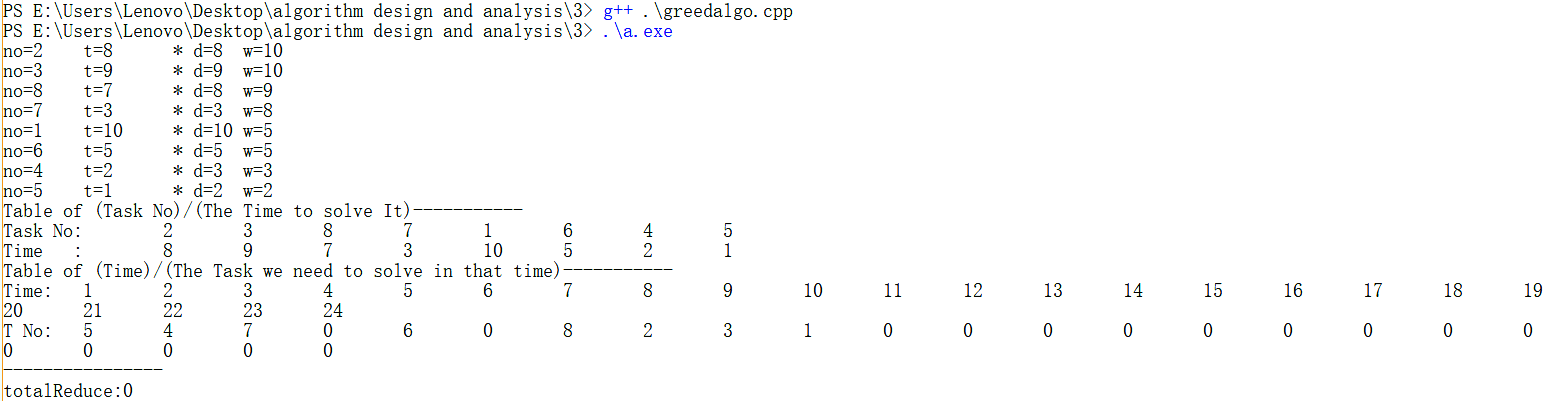 PS E:\Users\Lenovo\Desktop\algorithm design and analysis\3> g++ .\greedalgo.cpp
PS E:\Users\Lenovo\Desktop\algorithm design and analysis\3> .\a.exe
no=2    t=8      * d=8  w=10
no=3    t=9      * d=9  w=10
no=8    t=7      * d=8  w=9
no=7    t=3      * d=3  w=8
no=1    t=10     * d=10 w=5
no=6    t=5      * d=5  w=5
no=4    t=2      * d=3  w=3
no=5    t=1      * d=2  w=2
Table of (Task No)/(The Time to solve It)-----------
Task No:        2       3       8       7       1       6       4       5
Time   :        8       9       7       3       10      5       2       1
Table of (Time)/(The Task we need to solve in that time)-----------
Time:   1       2       3       4       5       6       7       8       9       10      11      12      13      14      15      16      17      18      19
20      21      22      23      24
T No:   5       4       7       0       6       0       8       2       3       1       0       0       0       0       0       0       0       0       0
0       0       0       0       0
----------------
totalReduce:0